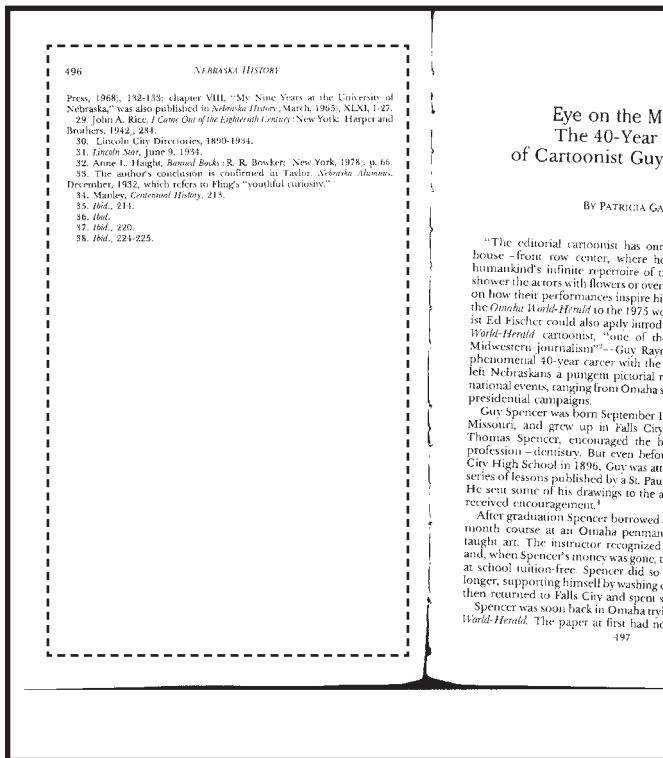 496 NEBRASKA HISTORY
Press, 1968), 132-133; chapter VIII, "My Nine Years at the University of
Nebraska," was also published in Nebraska History (March, 1965), XLXI, 1-27.
29. John A. Rice, I Came Out of the Eighteenth Century (New York: Harper and
Brothers, 1942), 284.
30. Lincoln City Directories, 1890-1934.
31. Lincoln Star, June 9, 1934.
32. Anne L. Haight, Banned Books (R. R. Bowker: New York, 1978), p. 66.
33. The author's conclusion is confirmed in Taylor. Nebraska Alumnus,
December, 1932, which refers to Fling's "youthful curiosity."
34. Manley, Centennial History, 213.
35. Ibid., 214.
36. Ibid.
37. Ibid., 220.
38. Ibid., 224-225.
Eye on the M
The 40-Year
of Cartoonist Guy
BY PATRICIA GA
"The editorial cartoonist has
house–front row center, where
humankind's infinite repertoire of
shower the actors with flowers or
on how their performances inspire
the Omaha World-Herald to the 1975
ist Ed Fischer could also aptly
World-Herald cartoonist, "one of
Midwestern journalism"²--Guy
phenomenal 40-year career with the
left Nebraskans a pungent pictorial
national events, ranging from Omaha
presidential campaigns.
Guy Spencer was born September 1
Missouri, and grew up in Falls City
Thomas Spencer, encouraged the
profession–dentistry. But even
City High School in 1896, Guy was
series of lessons published by a St. Pau
He sent some of his drawings to the a
received encouragement.⁴
After graduation Spencer borrowed
month course at an Omaha
taught art. The instructor recognized
and, when Spencer's money was gone,
at school tuition-free. Spencer did so
longer, supporting himself by washing
then returned to Falls City and spent s
Spencer was soon back in Omaha
World-Herald. The paper at first had
497